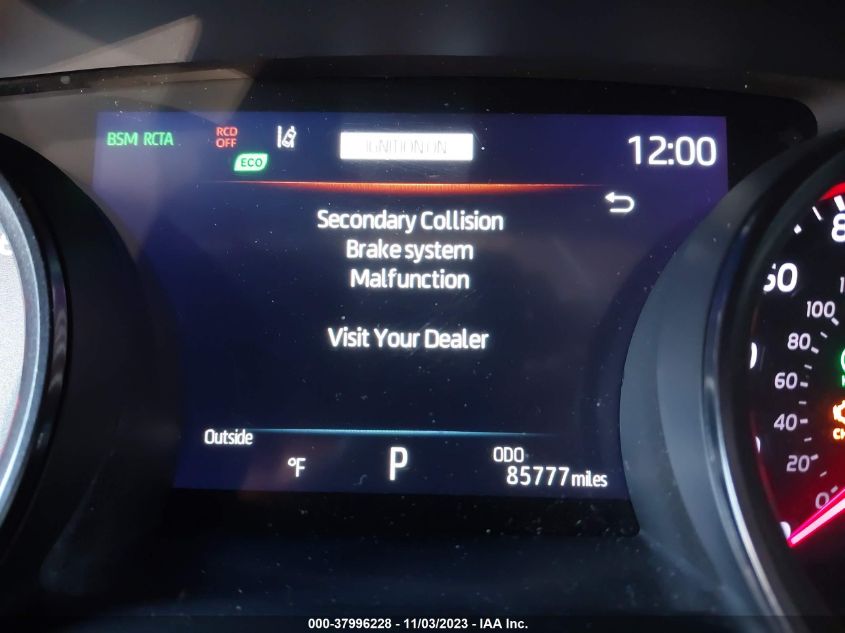 BSM RCTA
RCD
OFF
ECO
IGNITION ON
12:00
Secondary Collision
Brake system
Malfunction
Visit Your Dealer
Outside
°F
P
ODO
85777 miles
100
80
60
40
20
0
000-37996228 - 11/03/2023 - IAA Inc.